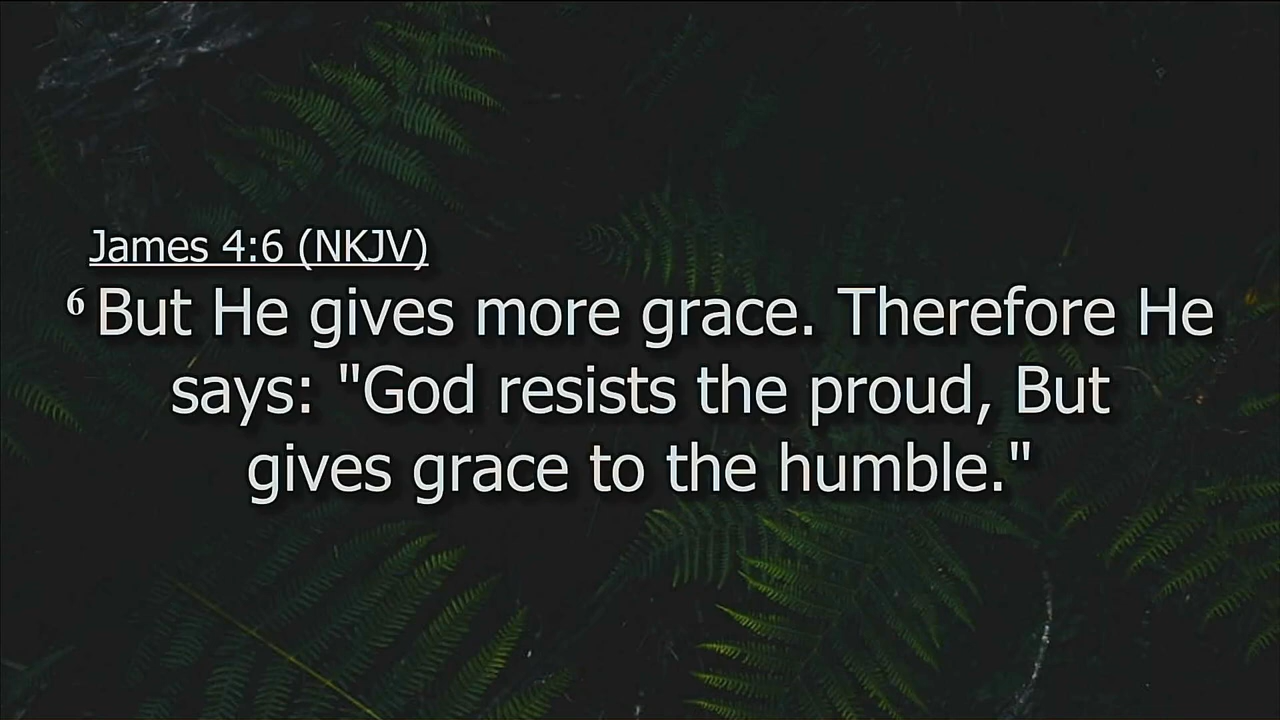 James 4:6 (NKJV)
6 But He gives more grace. Therefore He
says: "God resists the proud, But
gives grace to the humble."